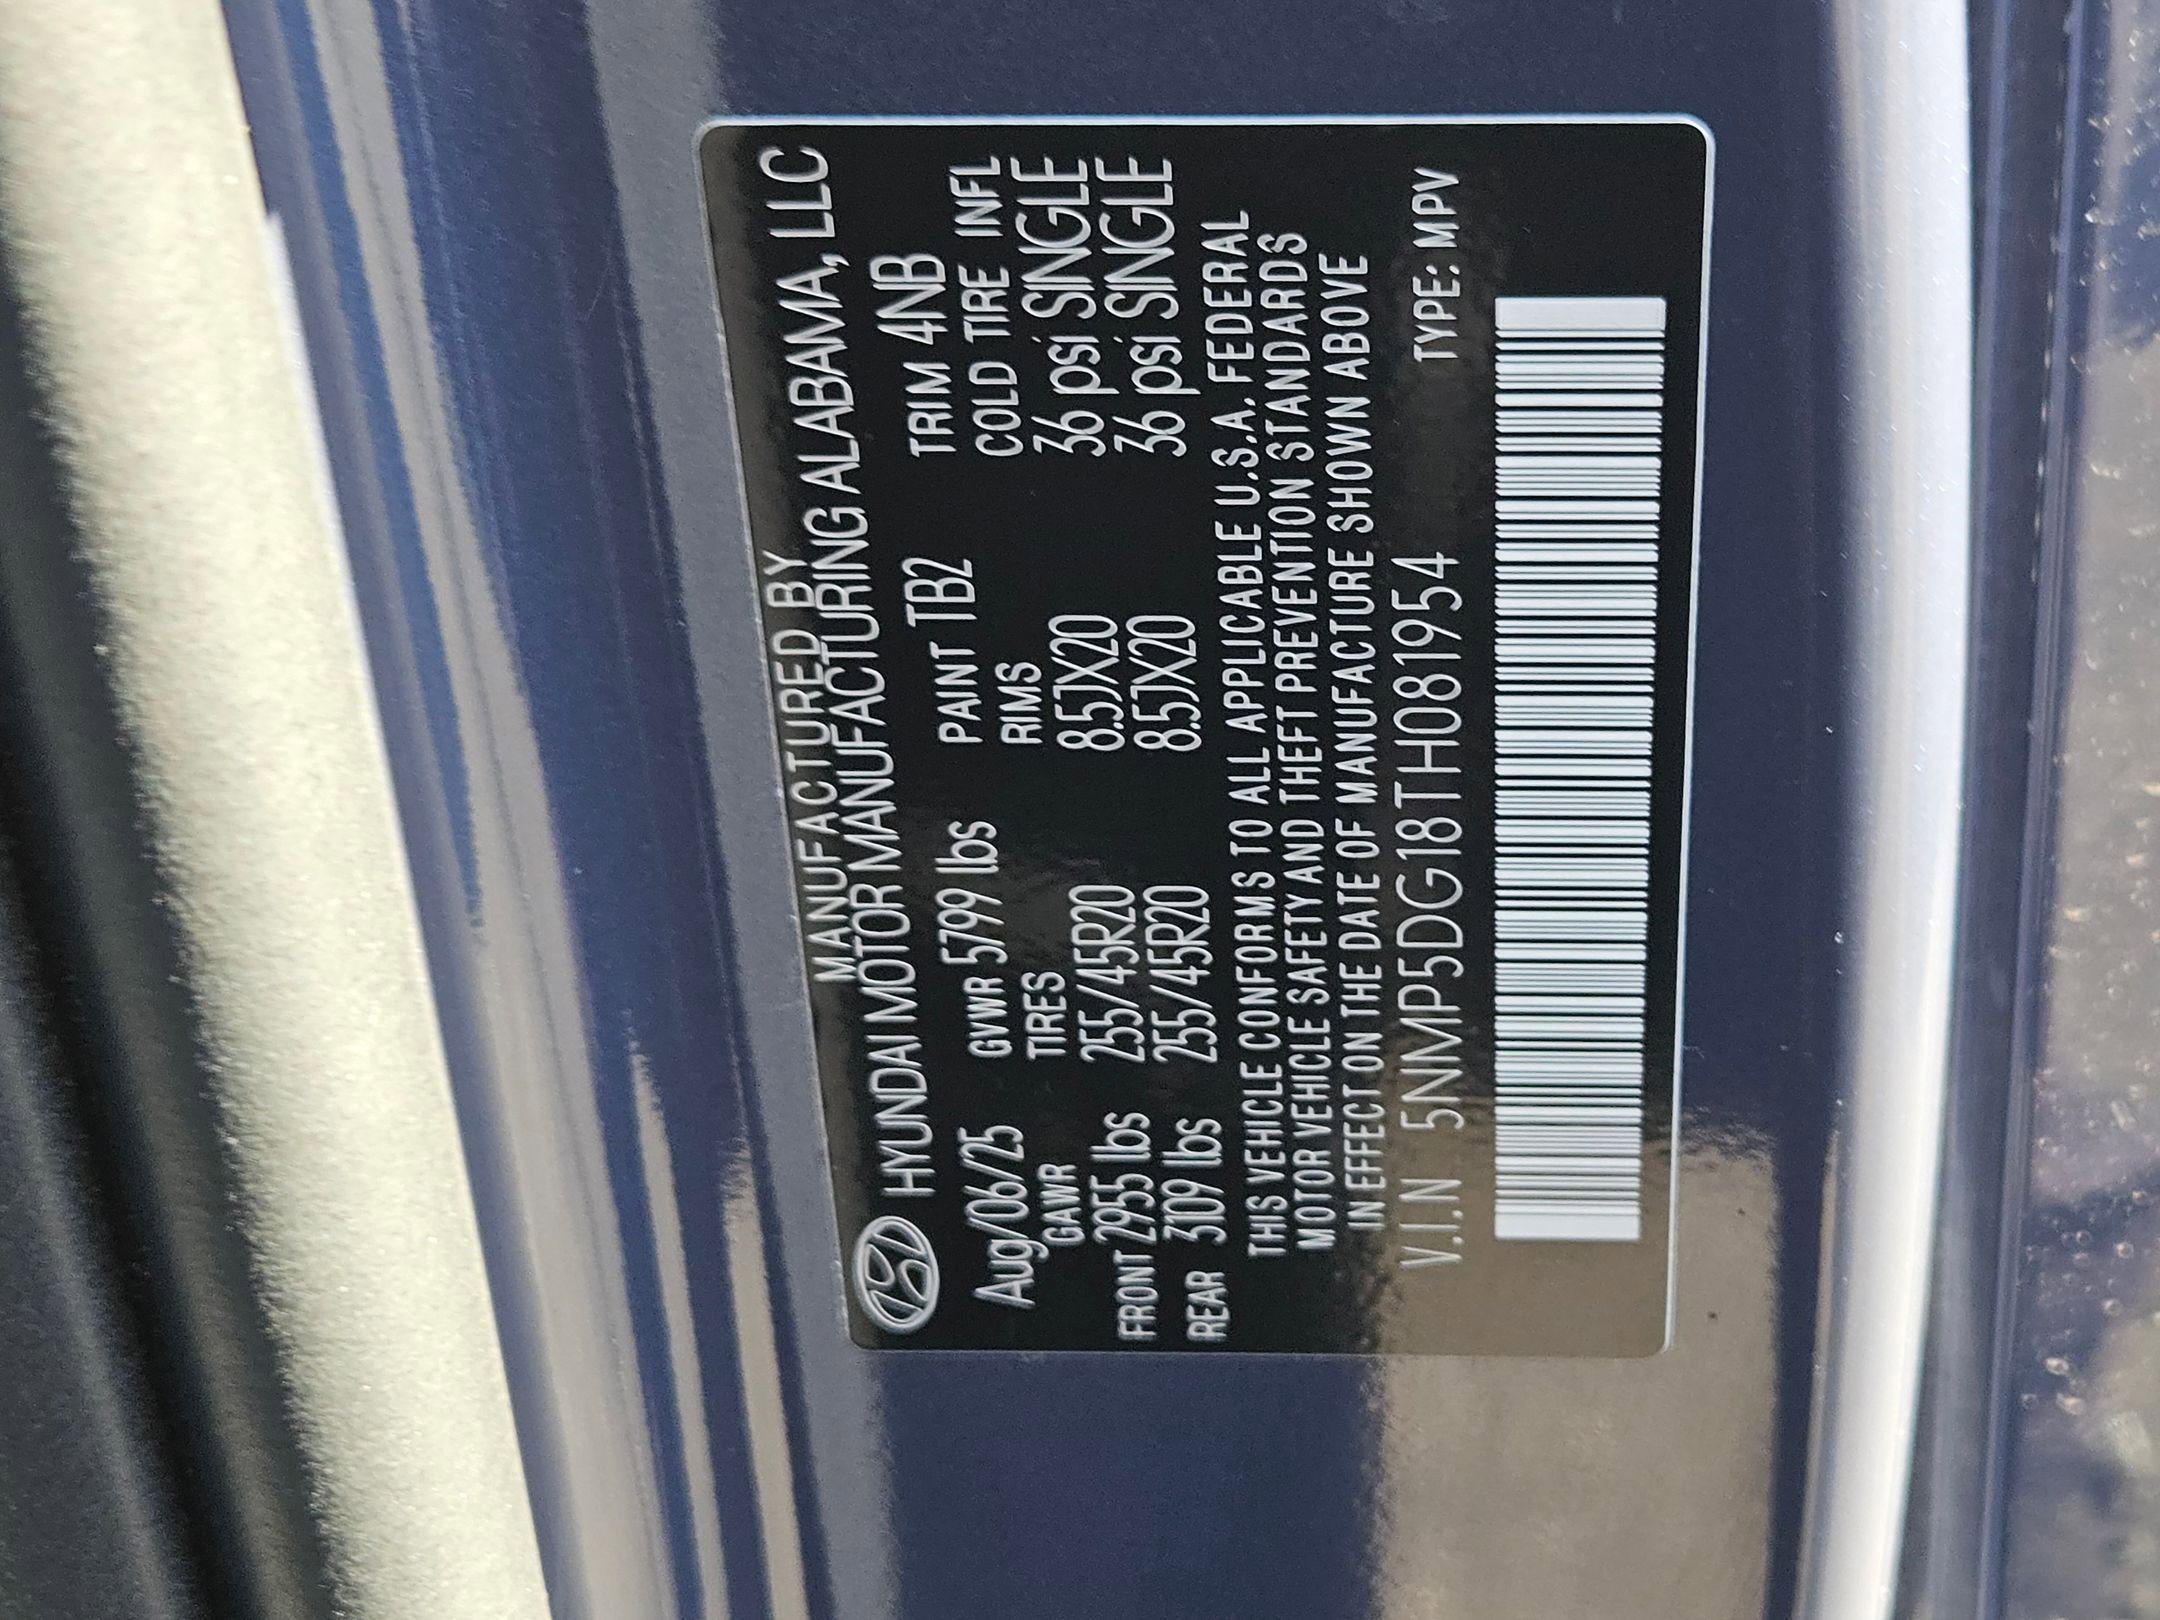 MANUFACTURED BY
HYUNDAI MOTOR MANUFACTURING ALABAMA, LLC
Aug/06/25 GVWR 5799 lbs PAINT TB2 TRIM 4NB
GAWR TIRES RIMS COLD TIRE INFL
FRONT 2955 lbs 255/45R20 8.5JX20 36 psi SINGLE
REAR 3109 lbs 255/45R20 8.5JX20 36 psi SINGLE
THIS VEHICLE CONFORMS TO ALL APPLICABLE U.S.A. FEDERAL
MOTOR VEHICLE SAFETY AND THEFT PREVENTION STANDARDS
IN EFFECT ON THE DATE OF MANUFACTURE SHOWN ABOVE
V.I.N 5NMP5DG18TH081954 TYPE: MPV